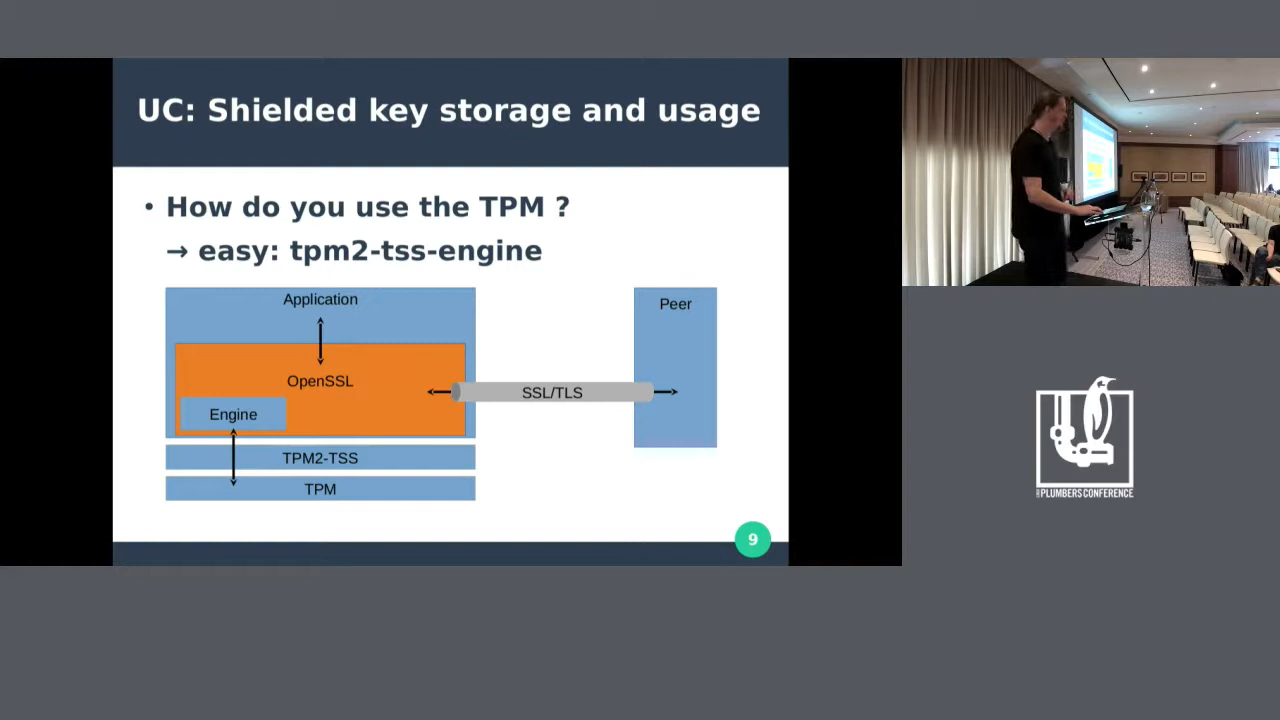 UC: Shielded key storage and usage
• How do you use the TPM ?
→ easy: tpm2-tss-engine
Application
OpenSSL
Engine
TPM2-TSS
TPM
SSL/TLS
Peer
9
PLUMBERS CONFERENCE